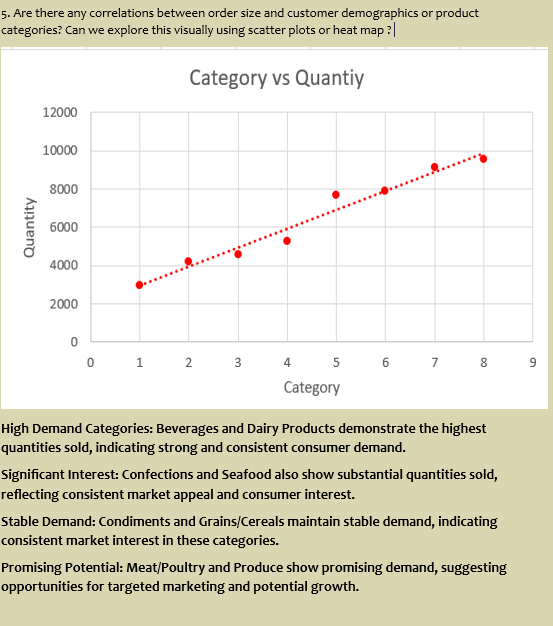 5. Are there any correlations between order size and customer demographics or product
categories? Can we explore this visually using scatter plots or heat map ?
Category vs Quantiy
12000
10000
8000
6000
4000
2000
0
Quantity
0 1 2 3 4 5 6 7 8 9
Category
High Demand Categories: Beverages and Dairy Products demonstrate the highest
quantities sold, indicating strong and consistent consumer demand.
Significant Interest: Confections and Seafood also show substantial quantities sold,
reflecting consistent market appeal and consumer interest.
Stable Demand: Condiments and Grains/Cereals maintain stable demand, indicating
consistent market interest in these categories.
Promising Potential: Meat/Poultry and Produce show promising demand, suggesting
opportunities for targeted marketing and potential growth.